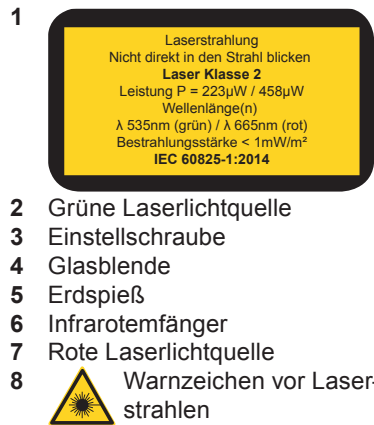 1
Laserstrahlung
Nicht direkt in den Strahl blicken
Laser Klasse 2
Leistung P = 223µW / 458µW
Wellenlänge(n)
λ 535nm (grün) / λ 665nm (rot)
Bestrahlungsstärke < 1mW/m²
IEC 60825-1:2014
2 Grüne Laserlichtquelle
3 Einstellschraube
4 Glasblende
5 Erdspieß
6 Infrarotemfänger
7 Rote Laserlichtquelle
8 Warnzeichen vor Laser-
strahlen